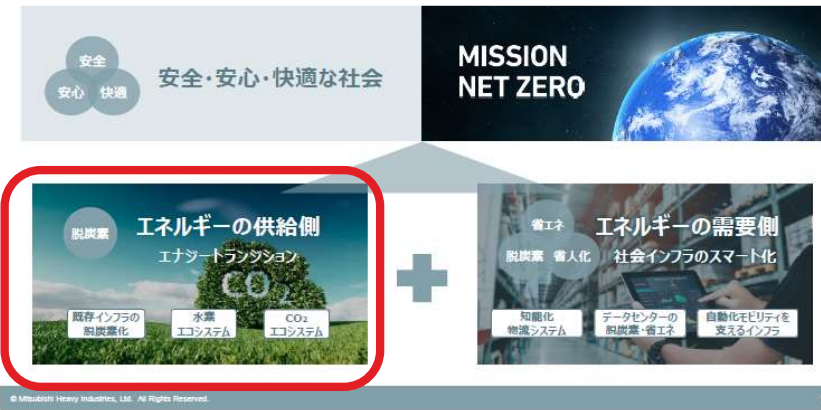 安全
安心 快適
安全・安心・快適な社会
MISSION
NET ZERO
脱炭素
エネルギーの供給側
エナジートランジション
CO2
既存インフラの
脱炭素化
水素
エコシステム
CO2
エコシステム
省エネ
脱炭素 省人化
エネルギーの需要側
社会インフラのスマート化
知能化
物流システム
データセンターの
脱炭素・省エネ
自動化モビリティを
支えるインフラ
© Mitsubishi Heavy Industries, Ltd. All Rights Reserved.